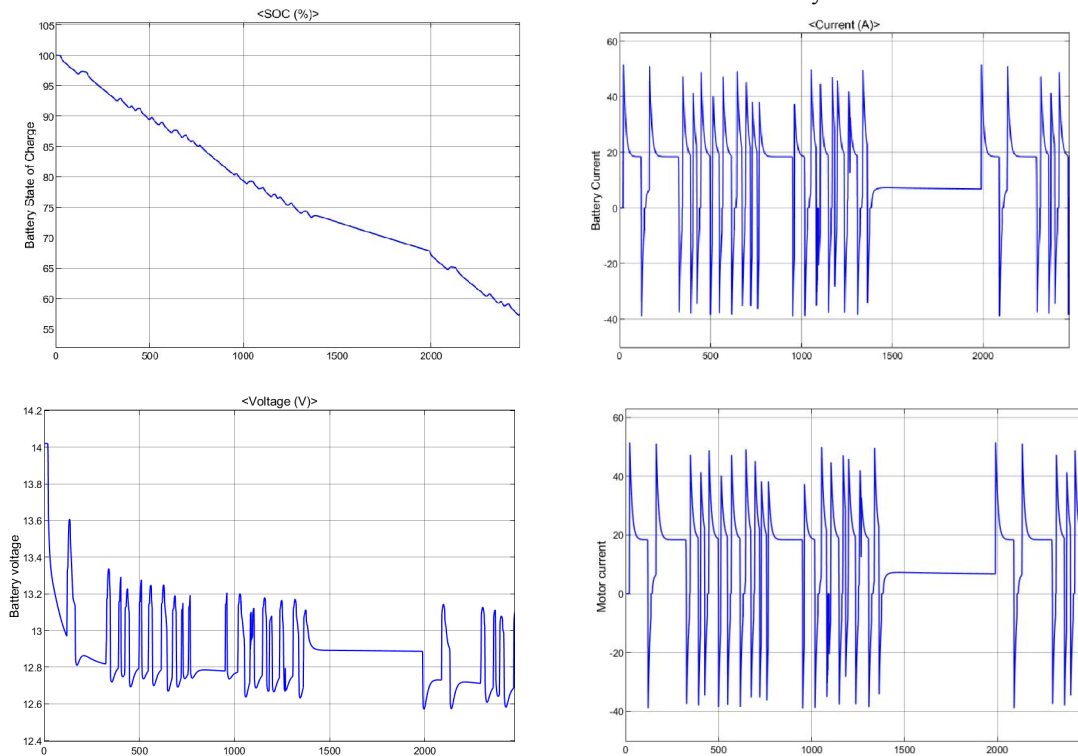 <SOC (%)>
105
100
95
90
85
80
75
70
65
60
55
0 500 1000 1500 2000
Battery State of Charge
y
<Current (A)>
60
40
20
0
-20
-40
0 500 1000 1500 2000
Battery Current
<Voltage (V)>
14.2
14
13.8
13.6
13.4
13.2
13
12.8
12.6
12.4
0 500 1000 1500 2000
Battery voltage
60
40
20
0
-20
-40
0 500 1000 1500 2000
Motor current